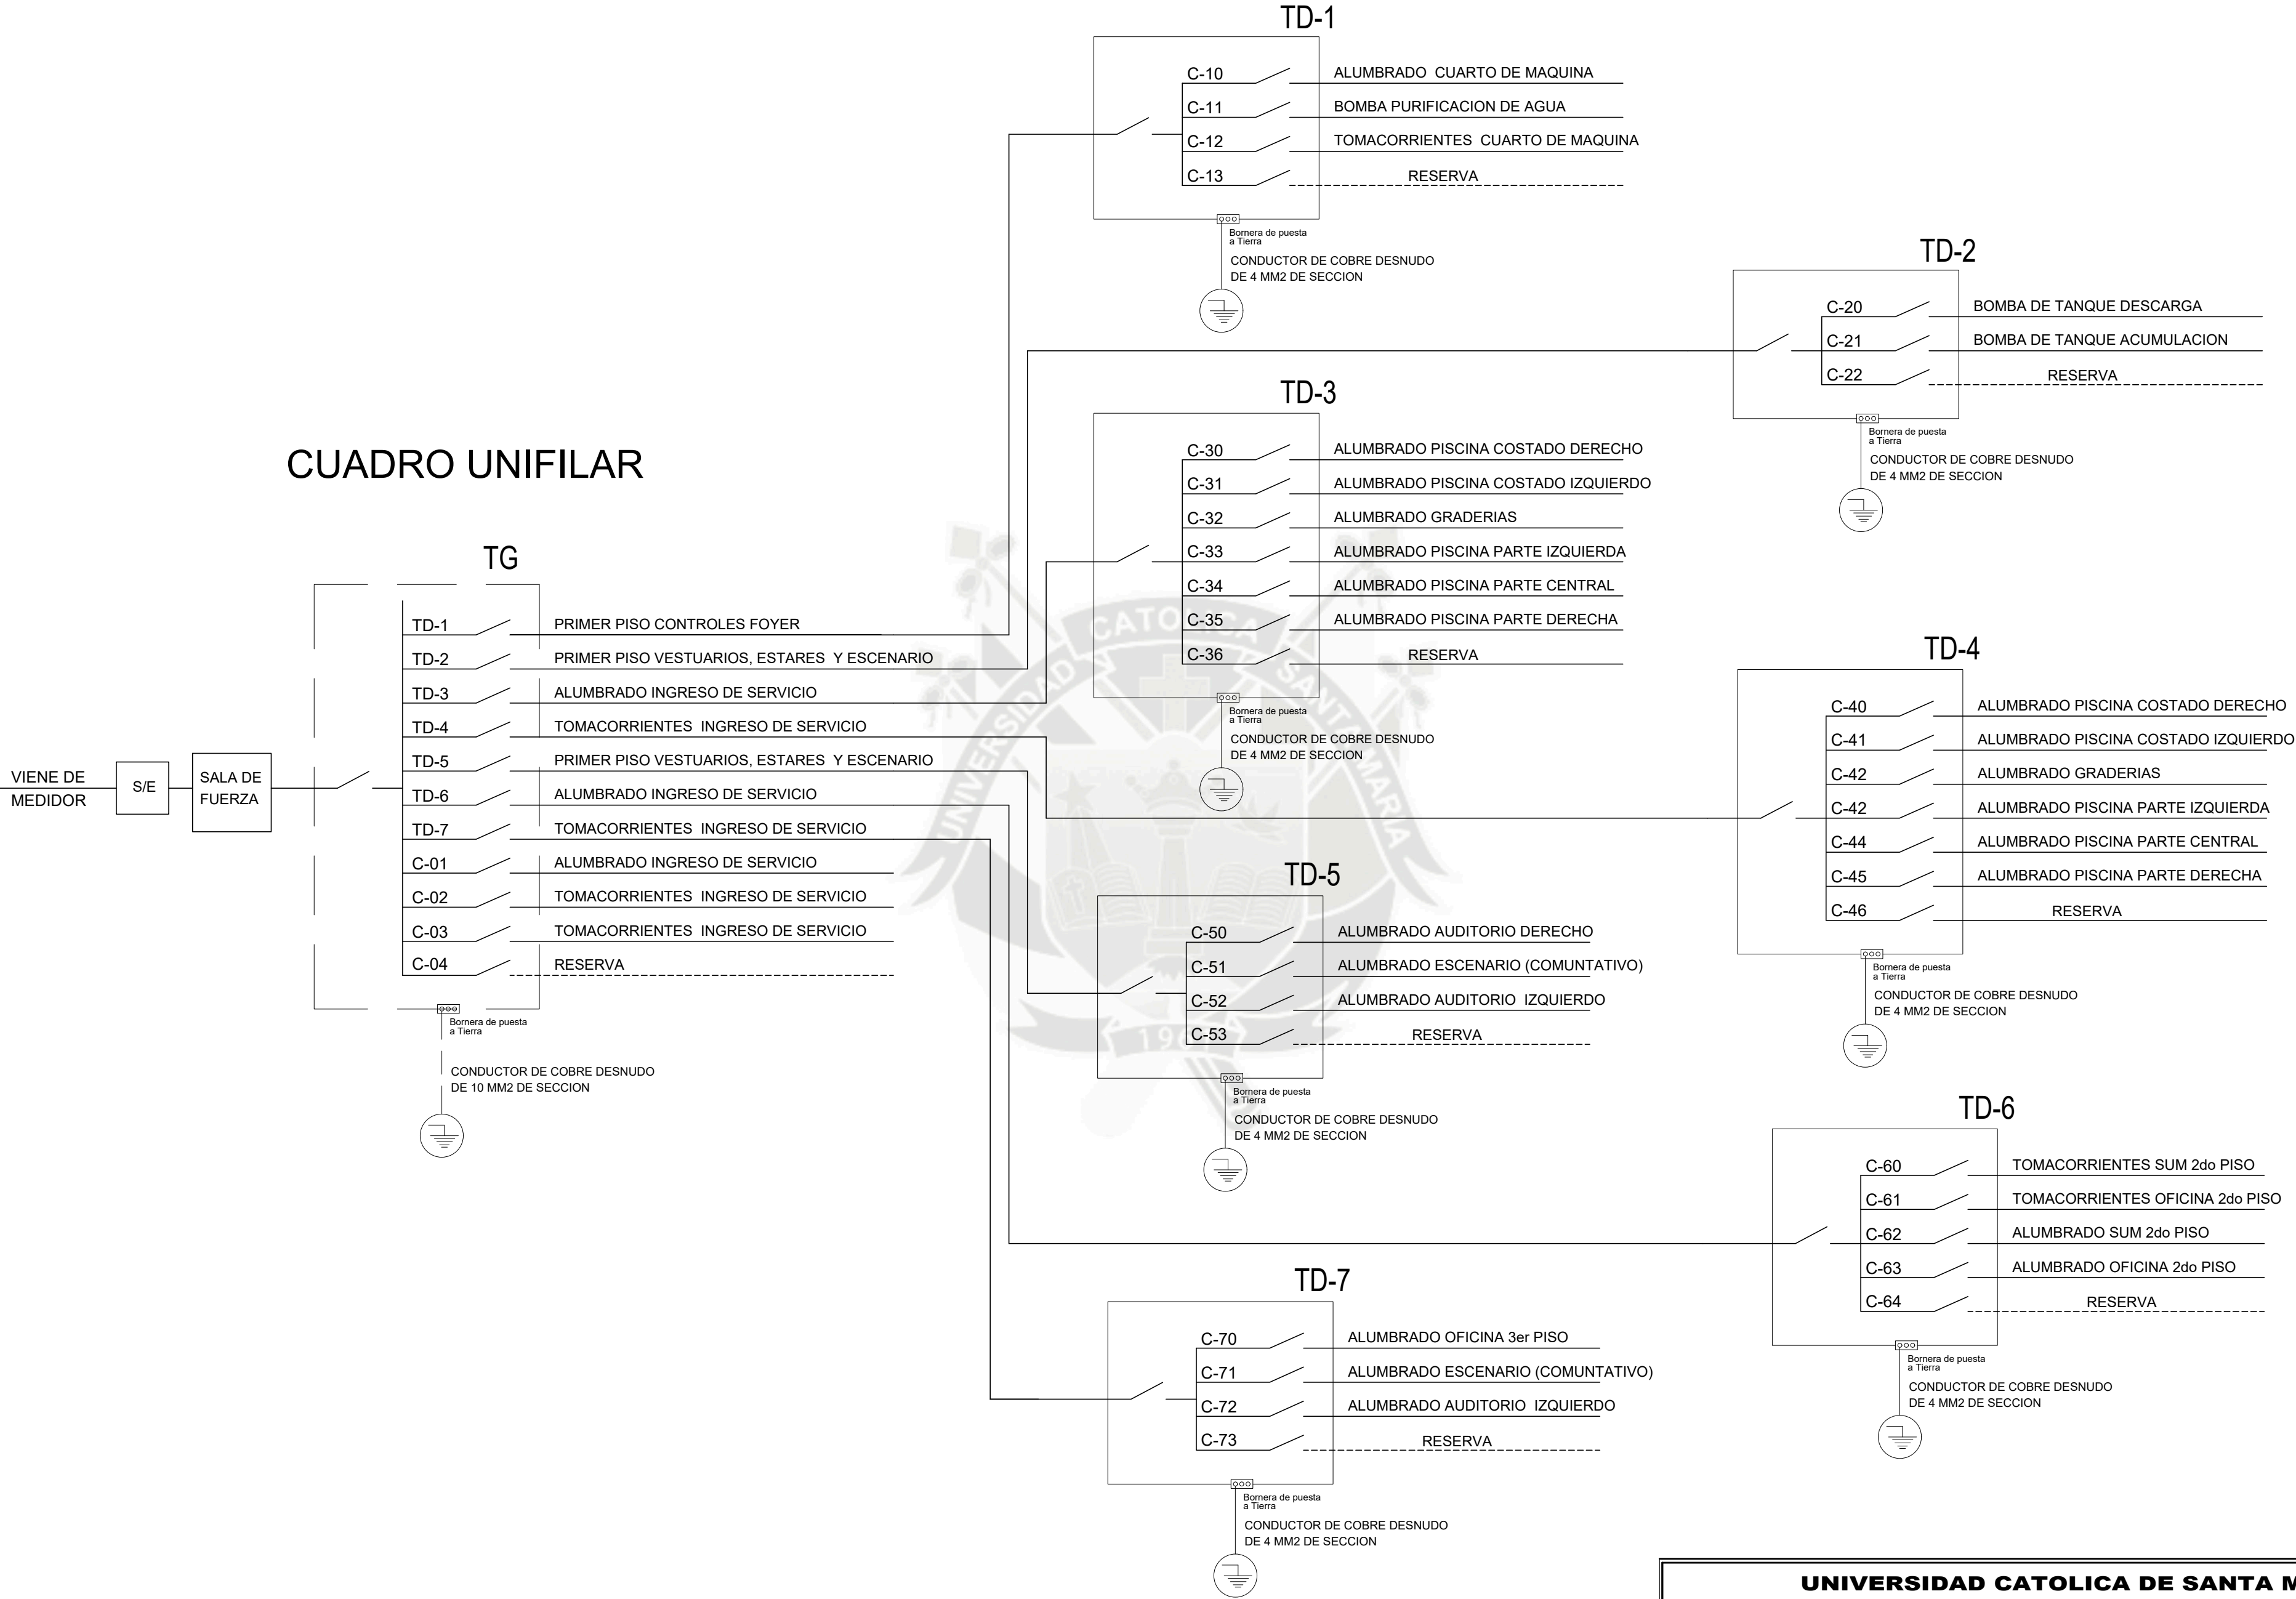 CUADRO UNIFILAR
VIENE DE
MEDIDOR
S/E
SALA DE
FUERZA
TG
TD-1 PRIMER PISO CONTROLES FOYER
TD-2 PRIMER PISO VESTUARIOS, ESTARES Y ESCENARIO
TD-3 ALUMBRADO INGRESO DE SERVICIO
TD-4 TOMACORRIENTES INGRESO DE SERVICIO
TD-5 PRIMER PISO VESTUARIOS, ESTARES Y ESCENARIO
TD-6 ALUMBRADO INGRESO DE SERVICIO
TD-7 TOMACORRIENTES INGRESO DE SERVICIO
C-01 ALUMBRADO INGRESO DE SERVICIO
C-02 TOMACORRIENTES INGRESO DE SERVICIO
C-03 TOMACORRIENTES INGRESO DE SERVICIO
C-04 RESERVA
Bornera de puesta
a Tierra
CONDUCTOR DE COBRE DESNUDO
DE 10 MM2 DE SECCION
TD-1
C-10 ALUMBRADO CUARTO DE MAQUINA
C-11 BOMBA PURIFICACION DE AGUA
C-12 TOMACORRIENTES CUARTO DE MAQUINA
C-13 RESERVA
Bornera de puesta
a Tierra
CONDUCTOR DE COBRE DESNUDO
DE 4 MM2 DE SECCION
TD-2
C-20 BOMBA DE TANQUE DESCARGA
C-21 BOMBA DE TANQUE ACUMULACION
C-22 RESERVA
Bornera de puesta
a Tierra
CONDUCTOR DE COBRE DESNUDO
DE 4 MM2 DE SECCION
TD-3
C-30 ALUMBRADO PISCINA COSTADO DERECHO
C-31 ALUMBRADO PISCINA COSTADO IZQUIERDO
C-32 ALUMBRADO GRADERIAS
C-33 ALUMBRADO PISCINA PARTE IZQUIERDA
C-34 ALUMBRADO PISCINA PARTE CENTRAL
C-35 ALUMBRADO PISCINA PARTE DERECHA
C-36 RESERVA
Bornera de puesta
a Tierra
CONDUCTOR DE COBRE DESNUDO
DE 4 MM2 DE SECCION
TD-4
C-40 ALUMBRADO PISCINA COSTADO DERECHO
C-41 ALUMBRADO PISCINA COSTADO IZQUIERDO
C-42 ALUMBRADO GRADERIAS
C-42 ALUMBRADO PISCINA PARTE IZQUIERDA
C-44 ALUMBRADO PISCINA PARTE CENTRAL
C-45 ALUMBRADO PISCINA PARTE DERECHA
C-46 RESERVA
Bornera de puesta
a Tierra
CONDUCTOR DE COBRE DESNUDO
DE 4 MM2 DE SECCION
TD-5
C-50 ALUMBRADO AUDITORIO DERECHO
C-51 ALUMBRADO ESCENARIO (COMUNTATIVO)
C-52 ALUMBRADO AUDITORIO IZQUIERDO
C-53 RESERVA
Bornera de puesta
a Tierra
CONDUCTOR DE COBRE DESNUDO
DE 4 MM2 DE SECCION
TD-6
C-60 TOMACORRIENTES SUM 2do PISO
C-61 TOMACORRIENTES OFICINA 2do PISO
C-62 ALUMBRADO SUM 2do PISO
C-63 ALUMBRADO OFICINA 2do PISO
C-64 RESERVA
Bornera de puesta
a Tierra
CONDUCTOR DE COBRE DESNUDO
DE 4 MM2 DE SECCION
TD-7
C-70 ALUMBRADO OFICINA 3er PISO
C-71 ALUMBRADO ESCENARIO (COMUNTATIVO)
C-72 ALUMBRADO AUDITORIO IZQUIERDO
C-73 RESERVA
Bornera de puesta
a Tierra
CONDUCTOR DE COBRE DESNUDO
DE 4 MM2 DE SECCION
UNIVERSIDAD CATOLICA SANTA MARIA
UNIVERSIDAD CATOLICA DE SANTA M